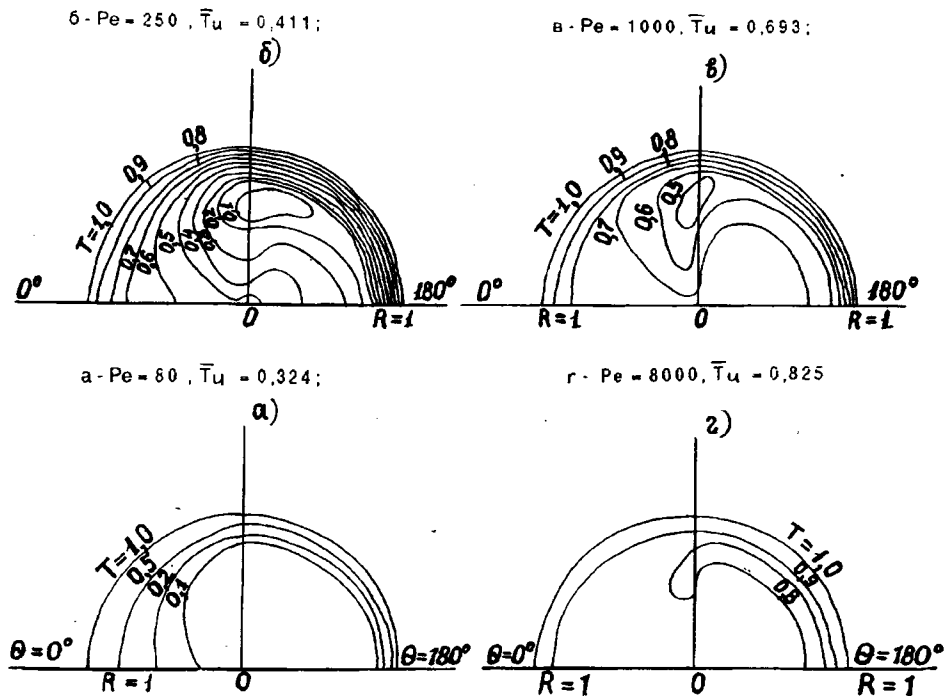 б - Pe = 250 , T̅и = 0,411;
в - Pe = 1000, T̅и = 0,693;
б)
в)
0,8
0,9
T=1,0
0,7
0,6
0,5
0,4
0,3
0,2
0,1
0°
0
180°
R=1
0,8
0,9
T=1,0
0,7
0,6
0,5
0°
R=1
0
180°
R=1
а - Pe = 80 , T̅и = 0,324;
г - Pe = 8000, T̅и = 0,825
а)
г)
T=1,0
0,5
0,2
0,1
Θ=0°
R=1
0
Θ=180°
T=1,0
0,9
0,8
Θ=0°
R=1
0
Θ=180°
R=1